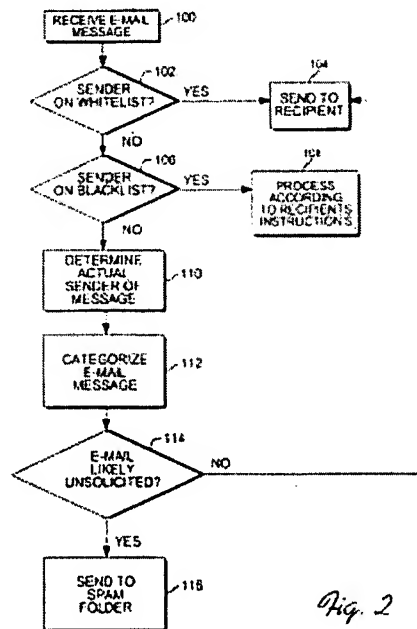 RECEIVE E-MAIL
MESSAGE
100
102
SENDER
ON WHITELIST?
YES
104
SEND TO
RECIPIENT
NO
106
SENDER
ON BLACKLIST?
YES
108
PROCESS
ACCORDING
TO RECIPIENTS
INSTRUCTIONS
NO
DETERMINE
ACTUAL
SENDER OF
MESSAGE
110
CATEGORIZE
E-MAIL
MESSAGE
112
114
E-MAIL
LIKELY
UNSOLICITED?
NO
YES
SEND TO
SPAM
FOLDER
116
Fig. 2